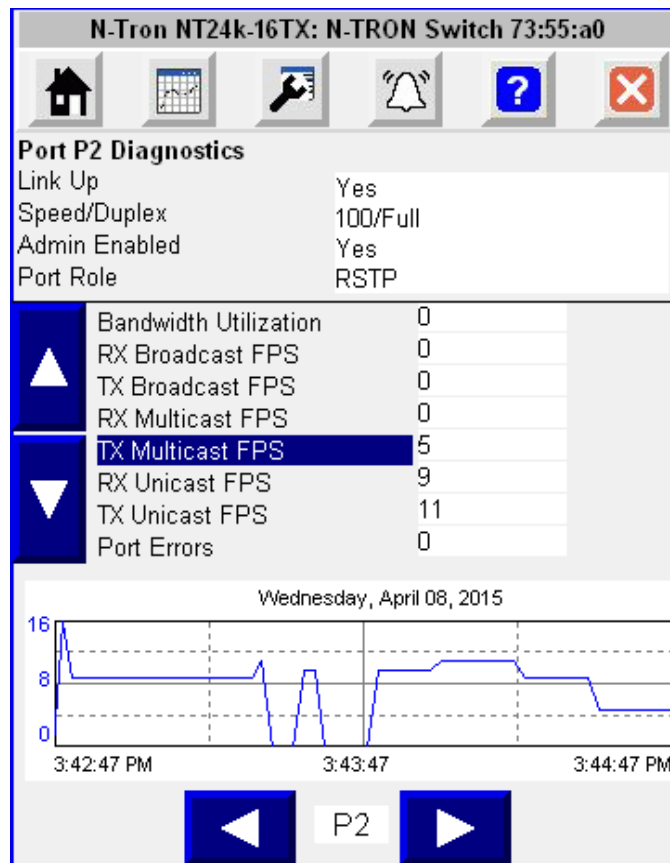 N-Tron NT24k-16TX: N-TRON Switch 73:55:a0
?
Port P2 Diagnostics
Link Up Yes
Speed/Duplex 100/Full
Admin Enabled Yes
Port Role RSTP
Bandwidth Utilization 0
RX Broadcast FPS 0
TX Broadcast FPS 0
RX Multicast FPS 0
TX Multicast FPS 5
RX Unicast FPS 9
TX Unicast FPS 11
Port Errors 0
Wednesday, April 08, 2015
16
8
0
3:42:47 PM 3:43:47 3:44:47 PM
P2